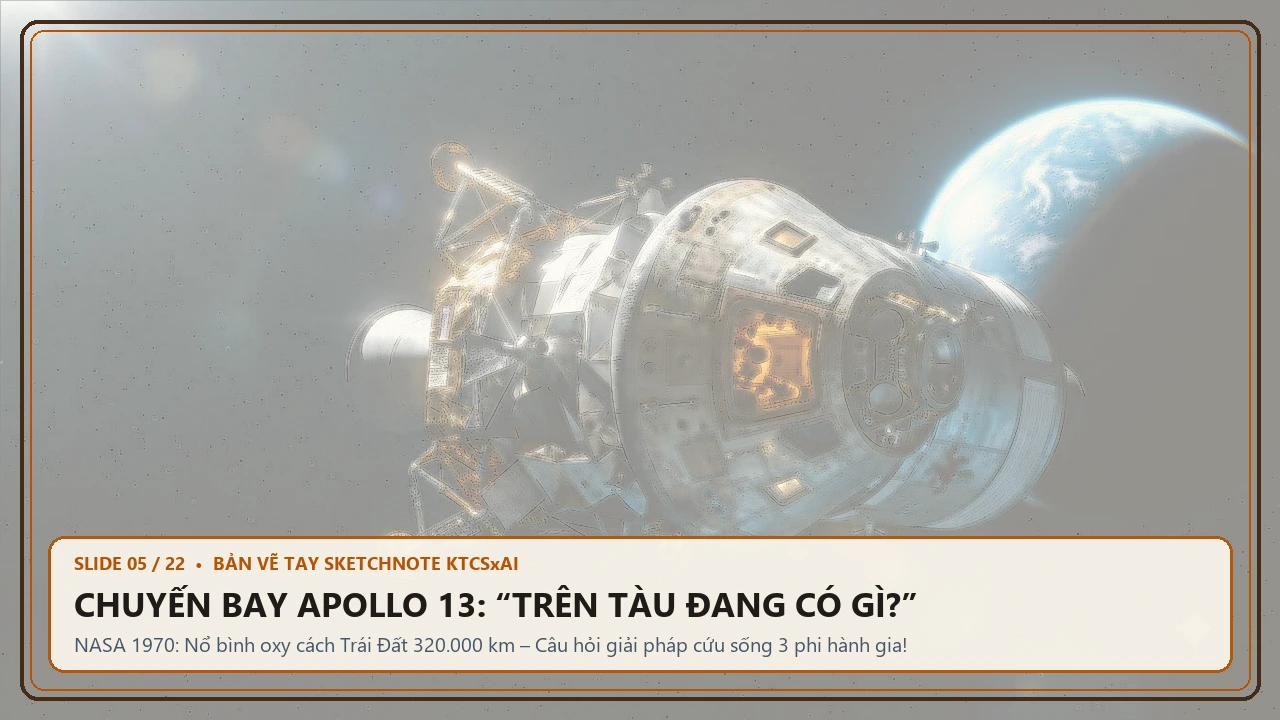 SLIDE 05 / 22 • BẢN VẼ TAY SKETCHNOTE KTCSxAI
CHUYẾN BAY APOLLO 13: “TRÊN TÀU ĐANG CÓ GÌ?”
NASA 1970: Nổ bình oxy cách Trái Đất 320.000 km – Câu hỏi giải pháp cứu sống 3 phi hành gia!